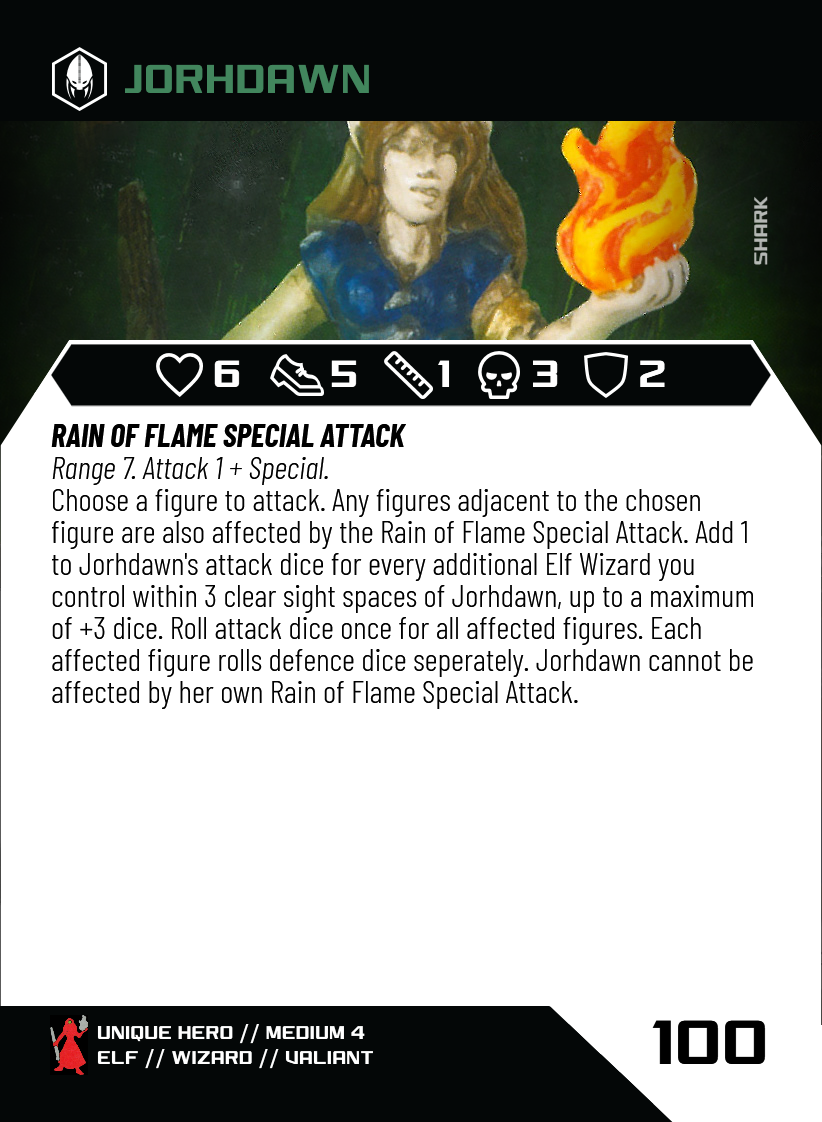 JORHDAWN
SHARK
6 5 1 3 2
RAIN OF FLAME SPECIAL ATTACK
Range 7. Attack 1 + Special.
Choose a figure to attack. Any figures adjacent to the chosen
figure are also affected by the Rain of Flame Special Attack. Add 1
to Jorhdawn's attack dice for every additional Elf Wizard you
control within 3 clear sight spaces of Jorhdawn, up to a maximum
of +3 dice. Roll attack dice once for all affected figures. Each
affected figure rolls defence dice seperately. Jorhdawn cannot be
affected by her own Rain of Flame Special Attack.
UNIQUE HERO // MEDIUM 4
ELF // WIZARD // VALIANT
100